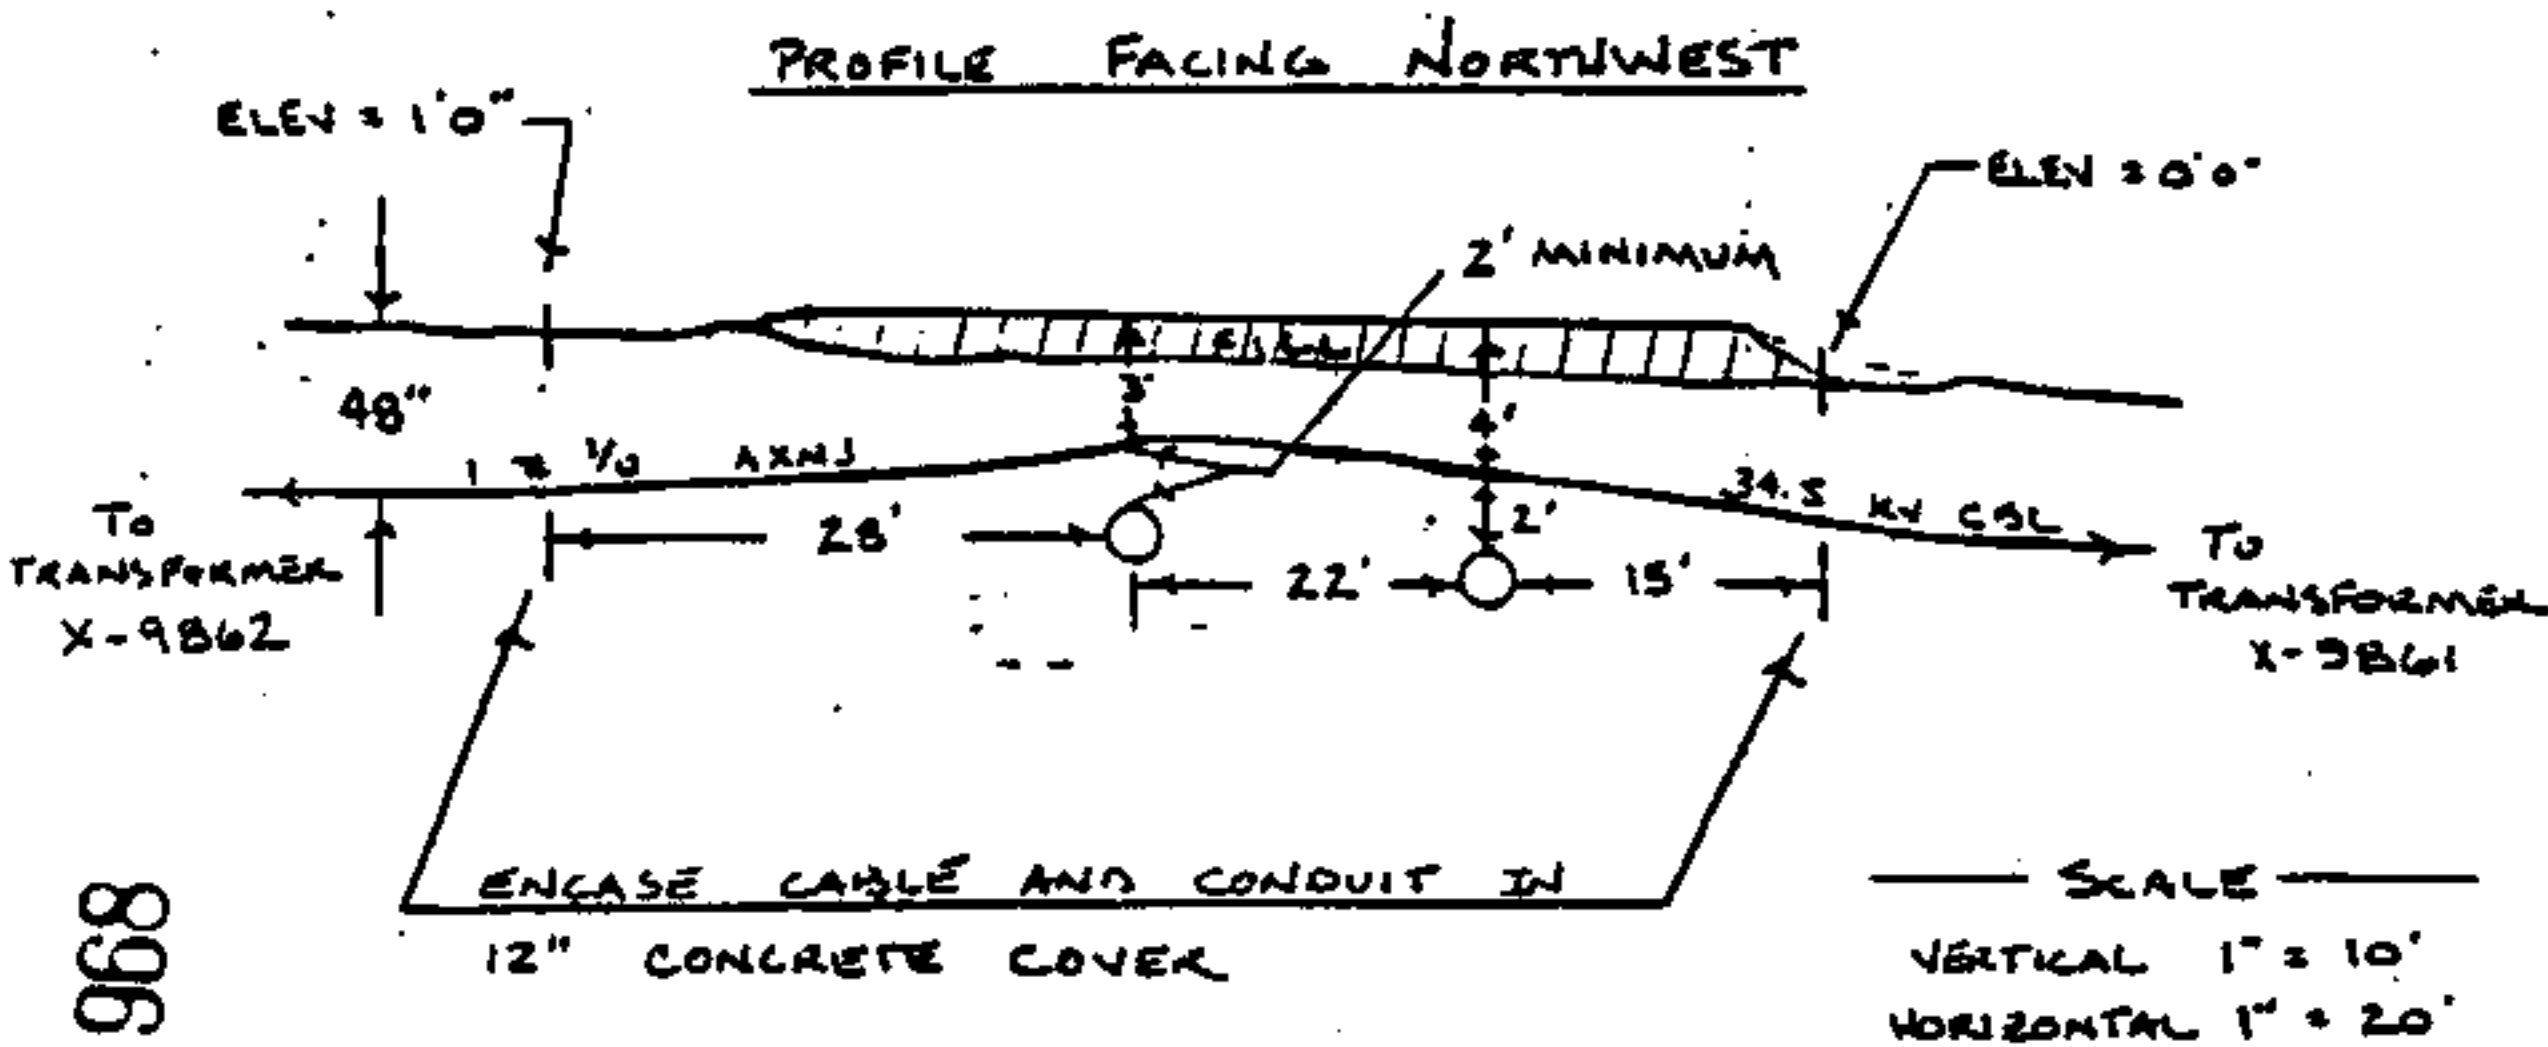 PROFILE FACING NORTHWEST
ELEV = 1'0"
ELEV = 0'0"
2' MINIMUM
FILL
48"
3'
4'
1 - 1/0 AXNJ
34.5 KV CBL
2'
TO
TRANSFORMER
X-9862
28'
22'
15'
TO
TRANSFORMER
X-9861
ENCASE CABLE AND CONDUIT IN
12" CONCRETE COVER
SCALE
VERTICAL 1" = 10'
HORIZONTAL 1" = 20'
968